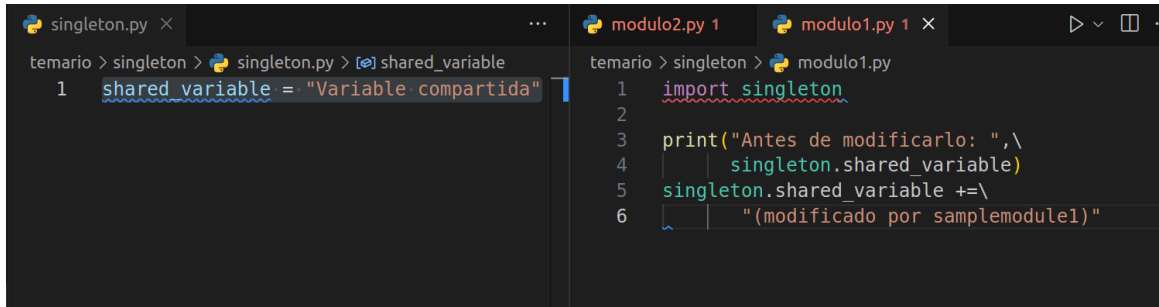 singleton.py
temario > singleton > singleton.py > shared_variable
1 shared_variable = "Variable compartida"
modulo2.py 1 modulo1.py 1
temario > singleton > modulo1.py
1 import singleton
2
3 print("Antes de modificarlo: ",\
4 singleton.shared_variable)
5 singleton.shared_variable +=\
6 "(modificado por samplemodule1)"